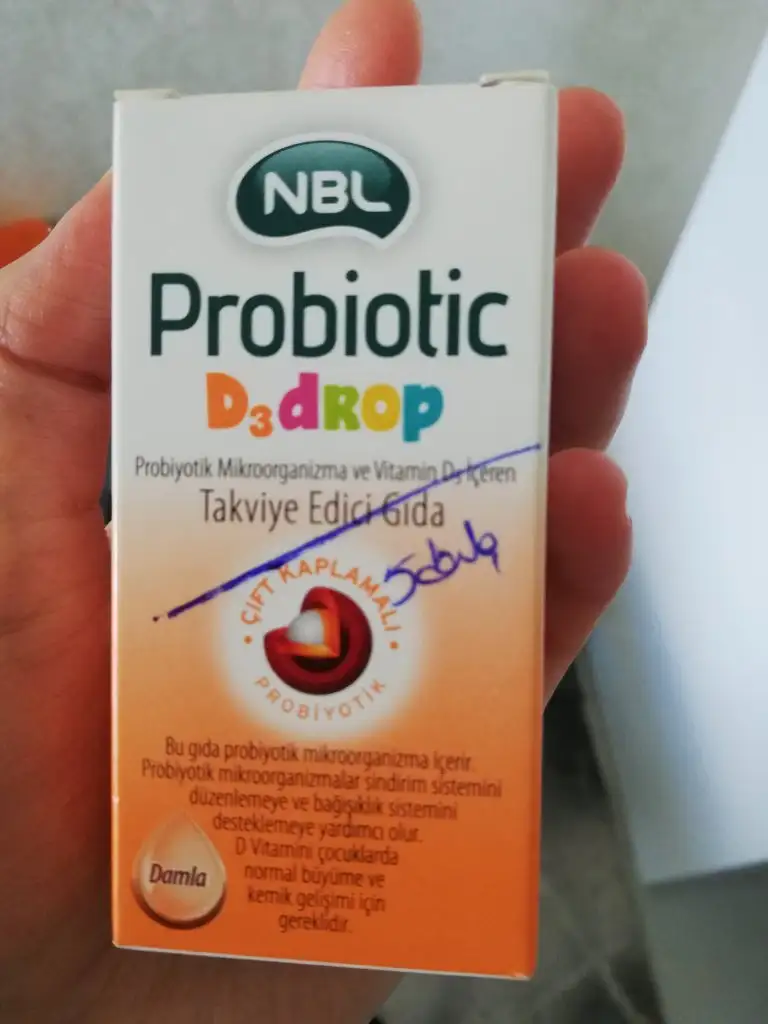 NBL
Probiotic
D3 dROP
Probiyotik Mikroorganizma ve Vitamin D3 İçeren
Takviye Edici Gıda
ÇİFT KAPLAMALI
PROBİYOTİK
Bu gıda probiyotik mikroorganizma içerir.
Probiyotik mikroorganizmalar sindirim sistemini
düzenlemeye ve bağışıklık sistemini
desteklemeye yardımcı olur.
D Vitamini çocuklarda
normal büyüme ve
kemik gelişimi için
gereklidir.
Damla